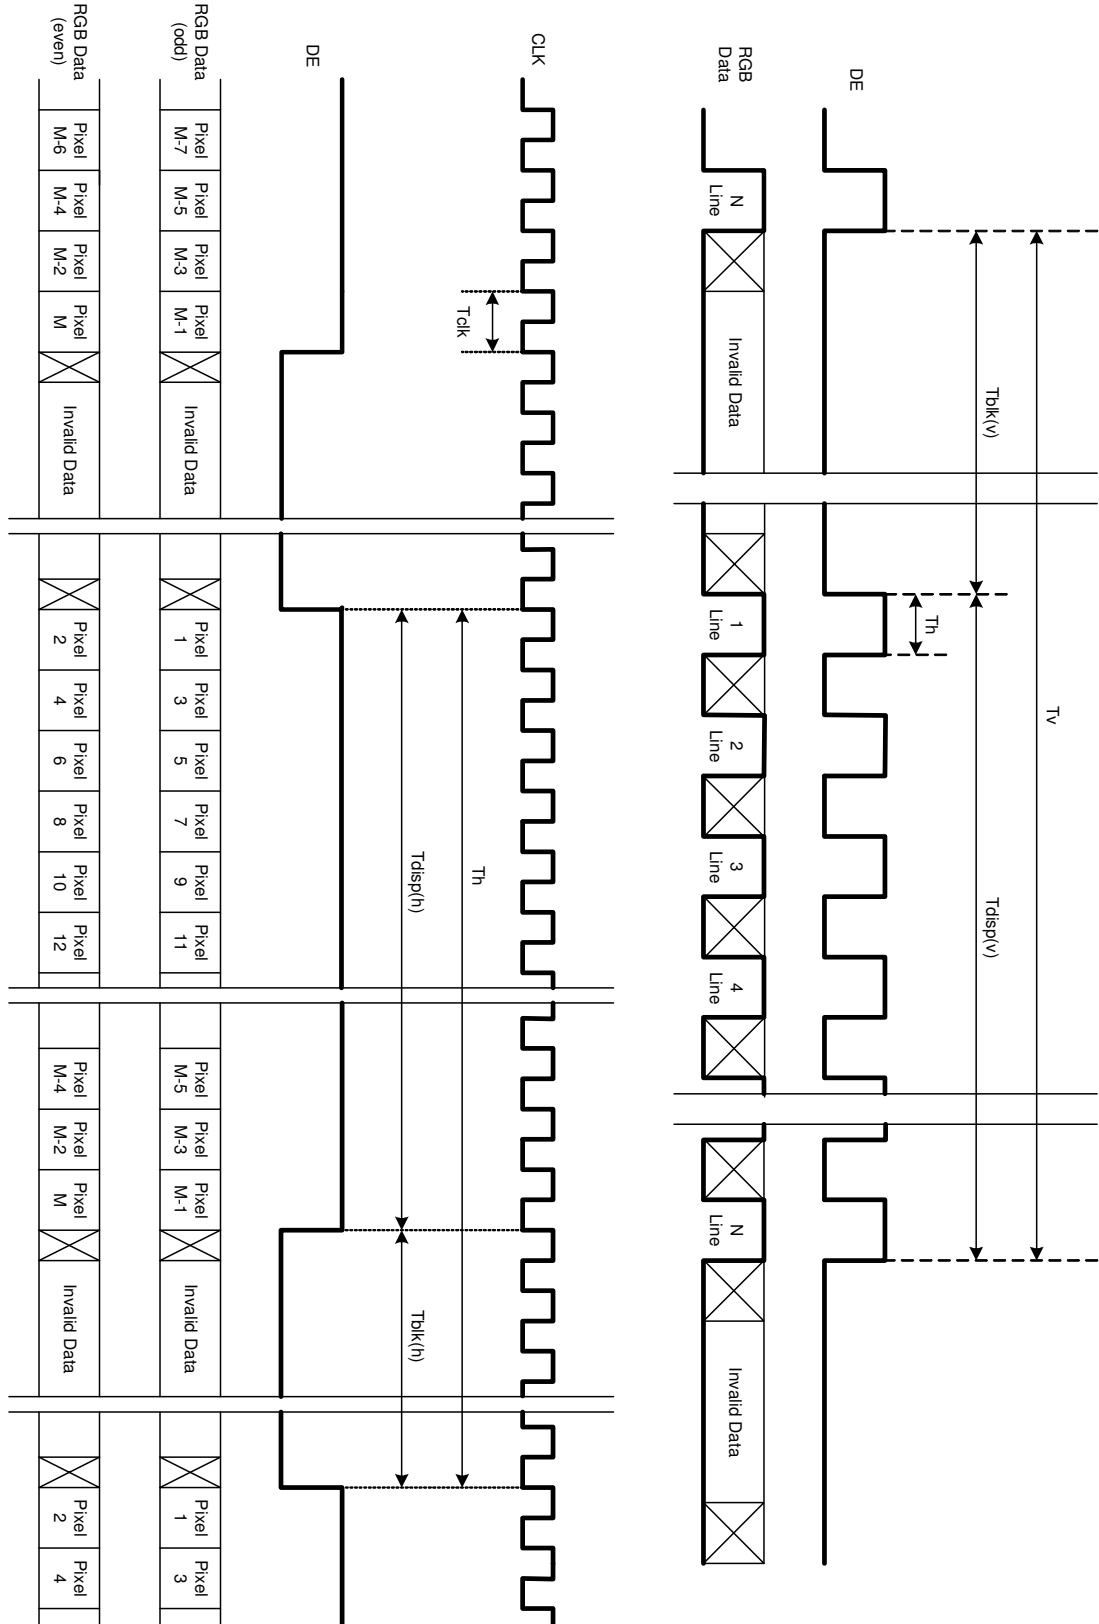 Tv
Tblk(v)
Tdisp(v)
Th
DE
RGB
Data
N
Line
Invalid Data
1
Line
2
Line
3
Line
4
Line
N
Line
Invalid Data
CLK
Tclk
Th
Tdisp(h)
Tblk(h)
DE
RGB Data
(odd)
Pixel
M-7
Pixel
M-5
Pixel
M-3
Pixel
M-1
Invalid Data
Pixel
1
Pixel
3
Pixel
5
Pixel
7
Pixel
9
Pixel
11
Pixel
M-5
Pixel
M-3
Pixel
M-1
Invalid Data
Pixel
1
Pixel
3
RGB Data
(even)
Pixel
M-6
Pixel
M-4
Pixel
M-2
Pixel
M
Invalid Data
Pixel
2
Pixel
4
Pixel
6
Pixel
8
Pixel
10
Pixel
12
Pixel
M-4
Pixel
M-2
Pixel
M
Invalid Data
Pixel
2
Pixel
4